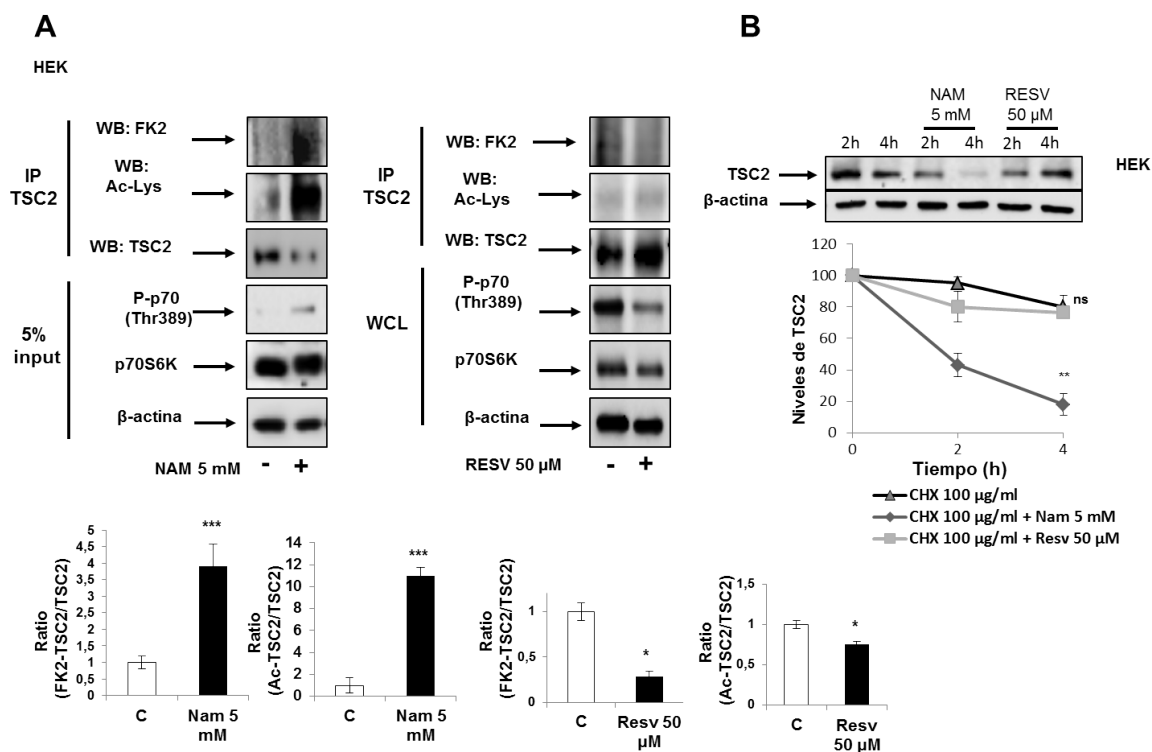 A
HEK
IP
TSC2
WB: FK2
WB:
Ac-Lys
WB: TSC2
5%
input
P-p70
(Thr389)
p70S6K
β-actina
NAM 5 mM
- +
IP
TSC2
WB: FK2
WB:
Ac-Lys
WB: TSC2
WCL
P-p70
(Thr389)
p70S6K
β-actina
RESV 50 µM
- +
B
NAM
5 mM
RESV
50 µM
2h 4h 2h 4h 2h 4h
TSC2
β-actina
HEK
Niveles de TSC2
120
100
80
60
40
20
0
ns
**
0 2 4
Tiempo (h)
CHX 100 µg/ml
CHX 100 µg/ml + Nam 5 mM
CHX 100 µg/ml + Resv 50 µM
Ratio
(FK2-TSC2/TSC2)
5
4,5
4
3,5
3
2,5
2
1,5
1
0,5
0
***
C Nam 5
mM
Ratio
(Ac-TSC2/TSC2)
14
12
10
8
6
4
2
0
***
C Nam 5
mM
Ratio
(FK2-TSC2/TSC2)
1
0
*
C Resv 50
µM
Ratio
(Ac-TSC2/TSC2)
1,5
1
0,5
0
*
C Resv
50 µM